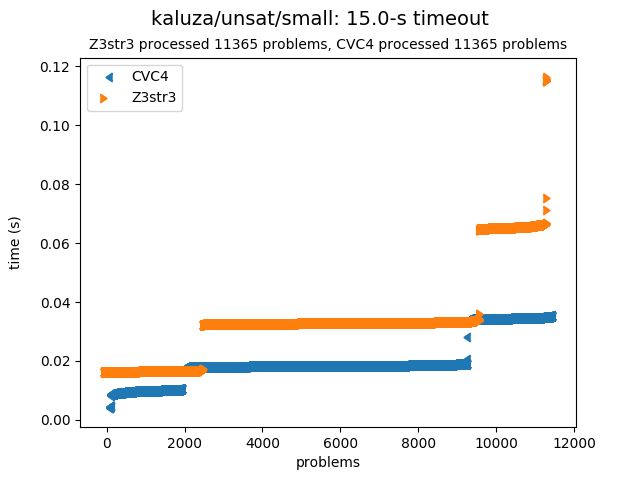 kaluza/unsat/small: 15.0-s timeout
Z3str3 processed 11365 problems, CVC4 processed 11365 problems
CVC4
Z3str3
0.12
0.10
0.08
0.06
0.04
0.02
0.00
time (s)
0 2000 4000 6000 8000 10000 12000
problems